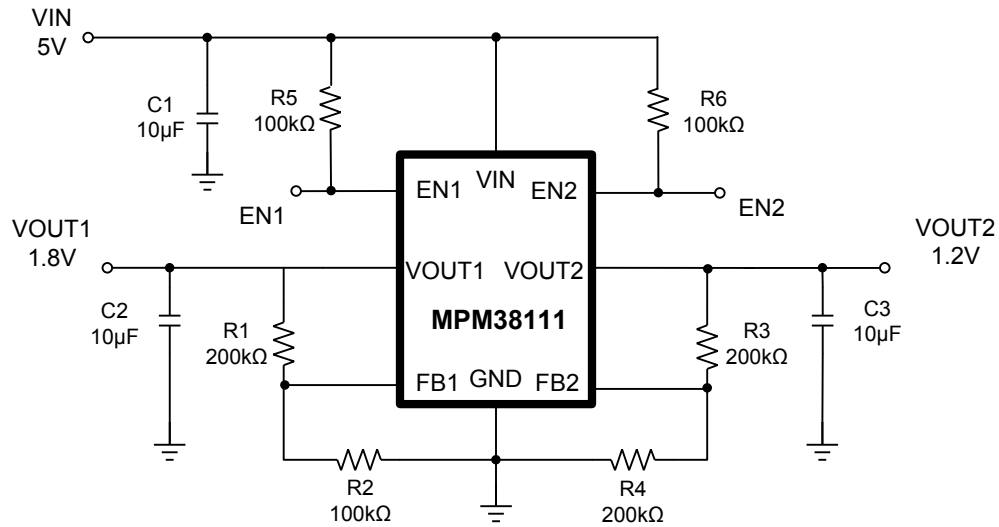 VIN
5V
C1
10µF
R5
100kΩ
R6
100kΩ
EN1
EN2
EN1
VIN
EN2
VOUT1
1.8V
VOUT1
VOUT2
VOUT2
1.2V
MPM38111
C2
10µF
R1
200kΩ
R3
200kΩ
C3
10µF
FB1
GND
FB2
R2
100kΩ
R4
200kΩ